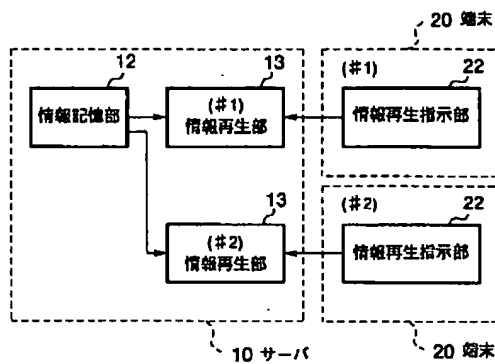 20 端末
12
情報記憶部
13
(#1)
情報再生部
(#1)
22
情報再生指示部
13
(#2)
情報再生部
(#2)
22
情報再生指示部
10 サーバ
20 端末